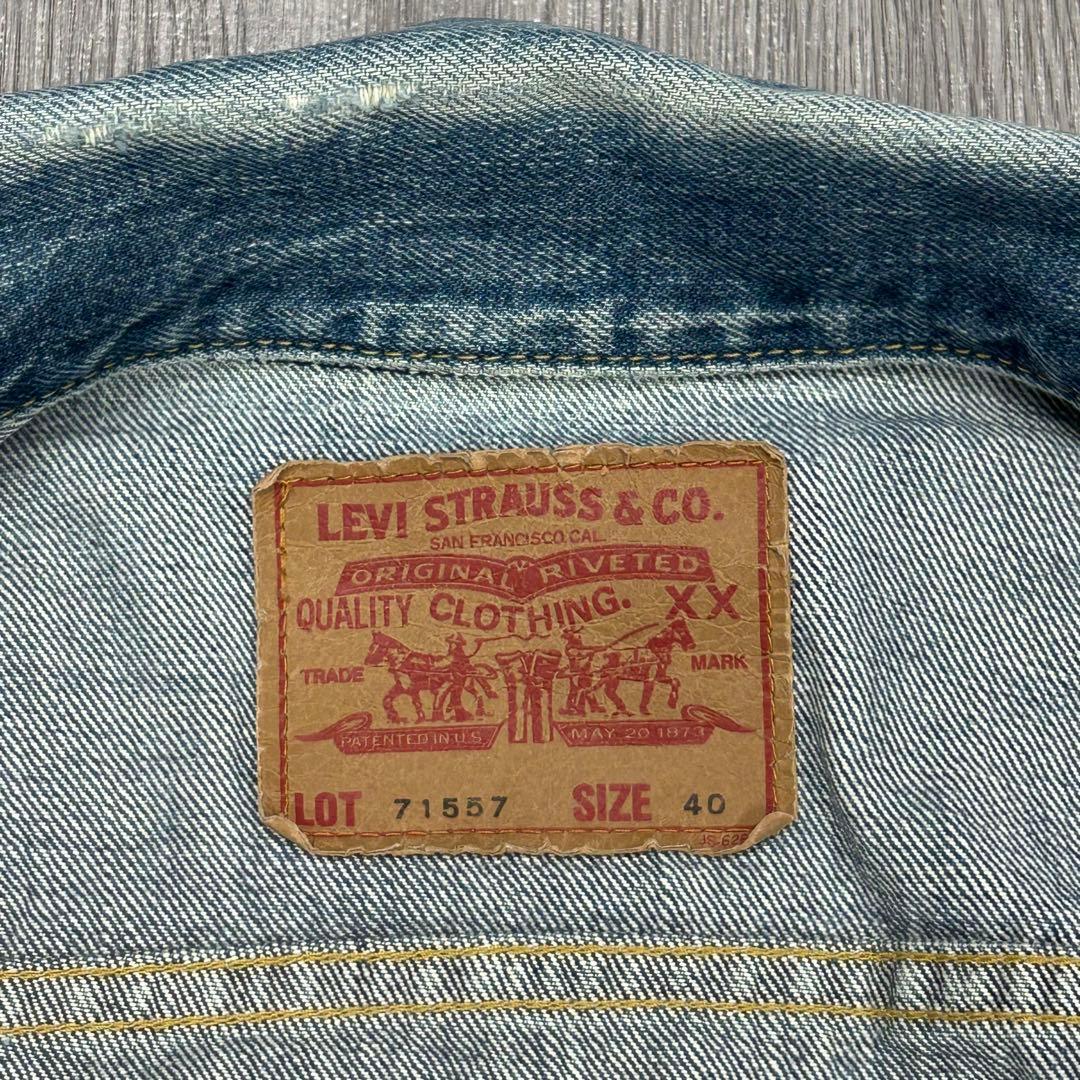 LEVI STRAUSS & CO.
SAN FRANCISCO CAL.
ORIGINAL RIVETED
QUALITY CLOTHING. XX
TRADE MARK
PATENTED IN U.S. MAY 20 1873
LOT 71557 SIZE 40